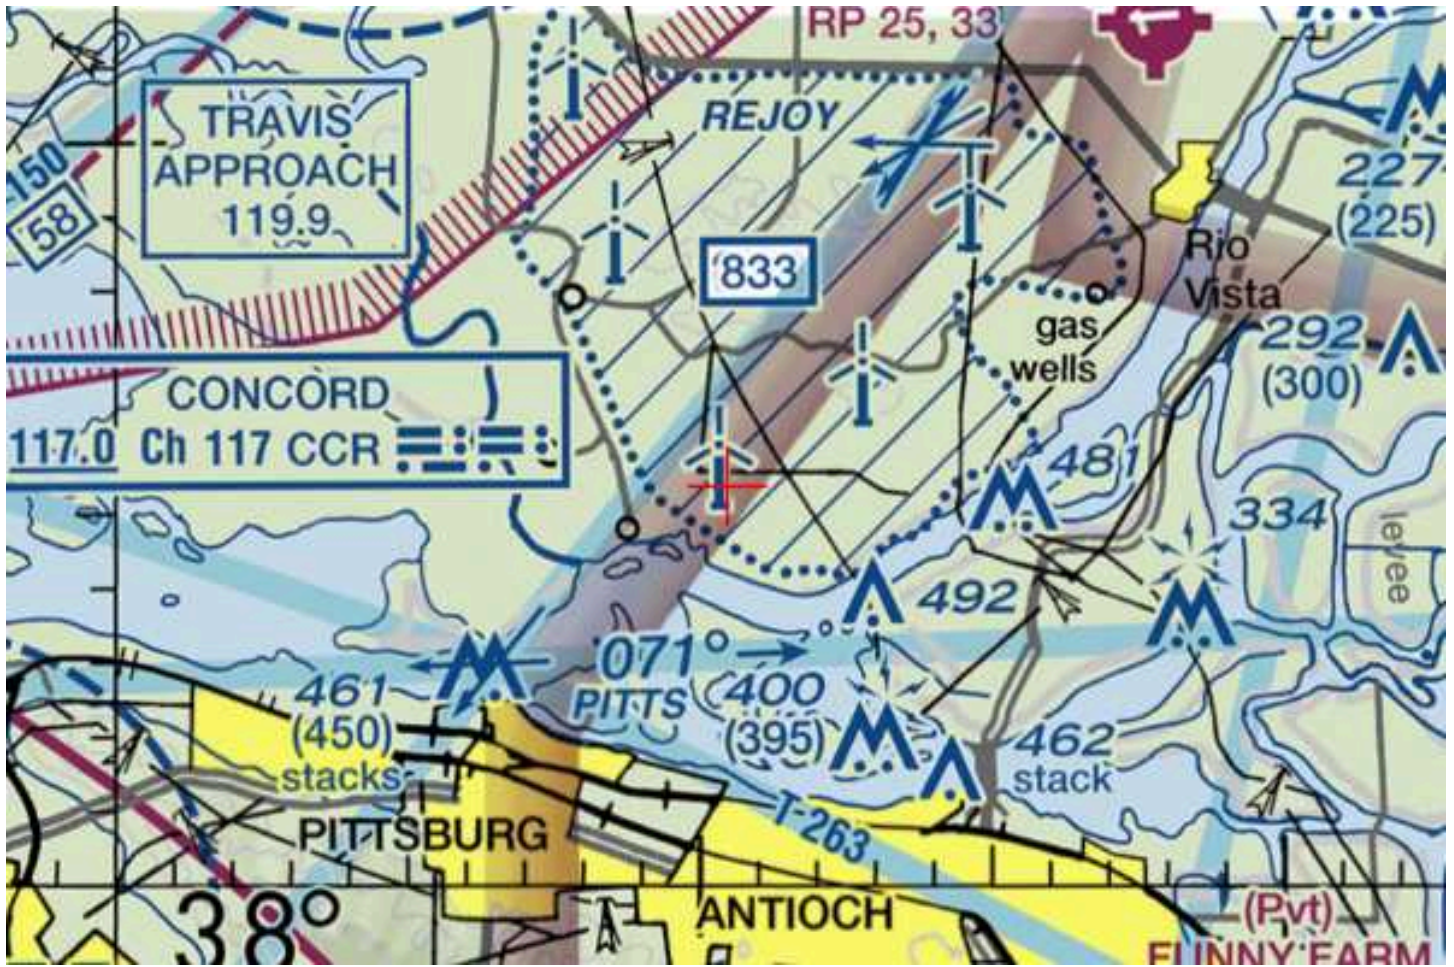 RP 25, 33
TRAVIS
APPROACH
119.9
REJOY
150
58
833
227
(225)
Rio
Vista
gas
wells
292
(300)
CONCORD
117.0 Ch 117 CCR
481
334
levee
492
071°
PITTS
461
(450)
stacks
400
(395)
462
stack
PITTSBURG
T-263
38°
ANTIOCH
(Pvt)
FUNNY FARM